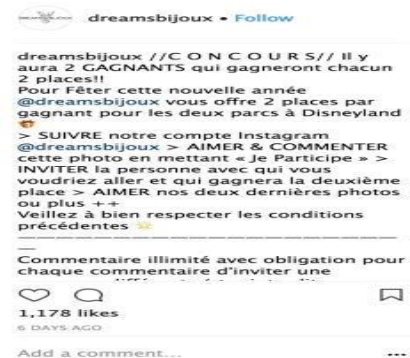 dreamsbijoux • Follow
dreamsbijoux //C O N C O U R S// Il y
aura 2 GAGNANTS qui gagneront chacun
2 places!!
Pour Fêter cette nouvelle année
@dreamsbijoux vous offre 2 places par
gagnant pour les deux parcs à Disneyland
> SUIVRE notre compte Instagram
@dreamsbijoux > AIMER & COMMENTER
cette photo en mettant « Je Participe » >
INVITER la personne avec qui vous
voudriez aller et qui gagnera la deuxième
place > AIMER nos deux dernières photos
ou plus ++
Veillez à bien respecter les conditions
précédentes
Commentaire illimité avec obligation pour
chaque commentaire d'inviter une
1,178 likes
6 DAYS AGO
Add a comment...